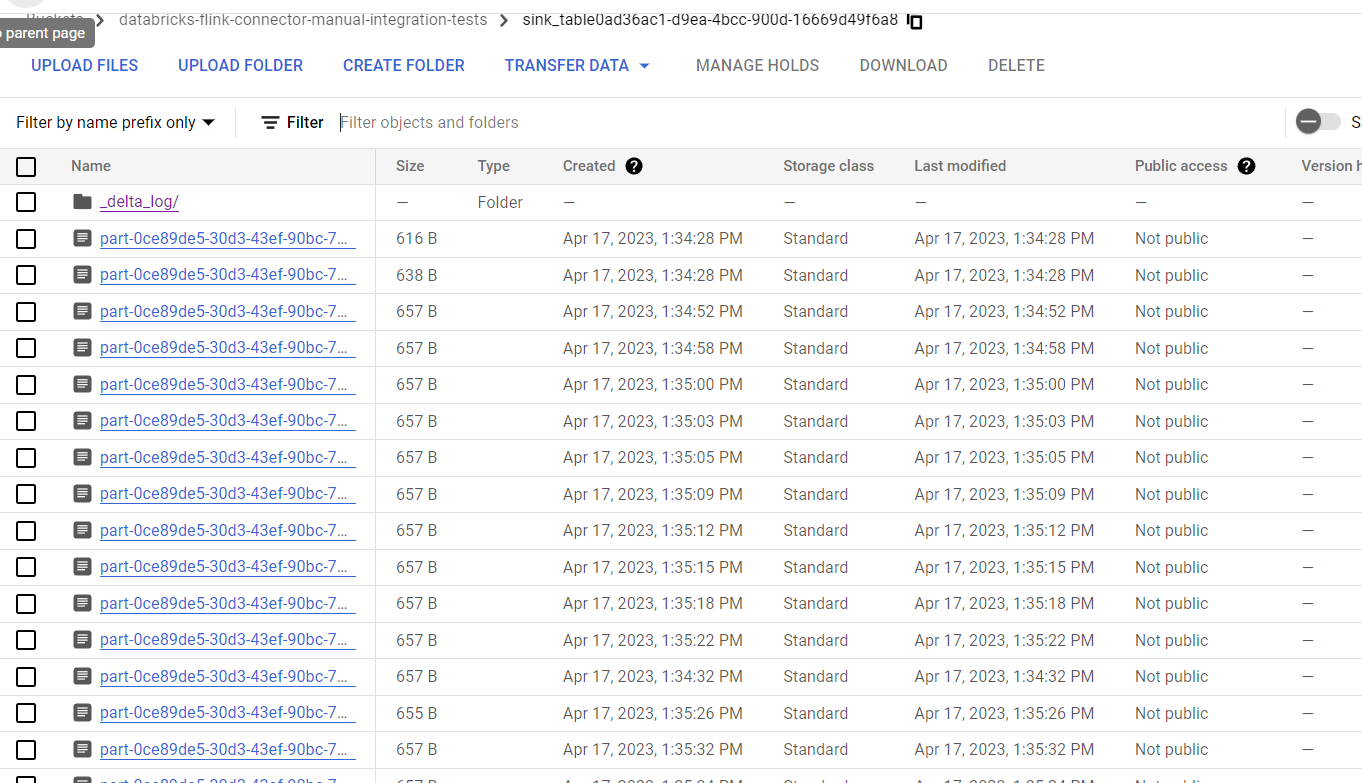 Buckets > databricks-flink-connector-manual-integration-tests > sink_table0ad36ac1-d9ea-4bcc-900d-16669d49f6a8
parent page
UPLOAD FILES UPLOAD FOLDER CREATE FOLDER TRANSFER DATA MANAGE HOLDS DOWNLOAD DELETE
Filter by name prefix only Filter Filter objects and folders
Name Size Type Created Storage class Last modified Public access Version
_delta_log/ — Folder — — — — —
part-0ce89de5-30d3-43ef-90bc-7... 616 B Apr 17, 2023, 1:34:28 PM Standard Apr 17, 2023, 1:34:28 PM Not public —
part-0ce89de5-30d3-43ef-90bc-7... 638 B Apr 17, 2023, 1:34:28 PM Standard Apr 17, 2023, 1:34:28 PM Not public —
part-0ce89de5-30d3-43ef-90bc-7... 657 B Apr 17, 2023, 1:34:52 PM Standard Apr 17, 2023, 1:34:52 PM Not public —
part-0ce89de5-30d3-43ef-90bc-7... 657 B Apr 17, 2023, 1:34:58 PM Standard Apr 17, 2023, 1:34:58 PM Not public —
part-0ce89de5-30d3-43ef-90bc-7... 657 B Apr 17, 2023, 1:35:00 PM Standard Apr 17, 2023, 1:35:00 PM Not public —
part-0ce89de5-30d3-43ef-90bc-7... 657 B Apr 17, 2023, 1:35:03 PM Standard Apr 17, 2023, 1:35:03 PM Not public —
part-0ce89de5-30d3-43ef-90bc-7... 657 B Apr 17, 2023, 1:35:05 PM Standard Apr 17, 2023, 1:35:05 PM Not public —
part-0ce89de5-30d3-43ef-90bc-7... 657 B Apr 17, 2023, 1:35:09 PM Standard Apr 17, 2023, 1:35:09 PM Not public —
part-0ce89de5-30d3-43ef-90bc-7... 657 B Apr 17, 2023, 1:35:12 PM Standard Apr 17, 2023, 1:35:12 PM Not public —
part-0ce89de5-30d3-43ef-90bc-7... 657 B Apr 17, 2023, 1:35:15 PM Standard Apr 17, 2023, 1:35:15 PM Not public —
part-0ce89de5-30d3-43ef-90bc-7... 657 B Apr 17, 2023, 1:35:18 PM Standard Apr 17, 2023, 1:35:18 PM Not public —
part-0ce89de5-30d3-43ef-90bc-7... 657 B Apr 17, 2023, 1:35:22 PM Standard Apr 17, 2023, 1:35:22 PM Not public —
part-0ce89de5-30d3-43ef-90bc-7... 657 B Apr 17, 2023, 1:34:32 PM Standard Apr 17, 2023, 1:34:32 PM Not public —
part-0ce89de5-30d3-43ef-90bc-7... 655 B Apr 17, 2023, 1:35:26 PM Standard Apr 17, 2023, 1:35:26 PM Not public —
part-0ce89de5-30d3-43ef-90bc-7... 657 B Apr 17, 2023, 1:35:32 PM Standard Apr 17, 2023, 1:35:32 PM Not public —